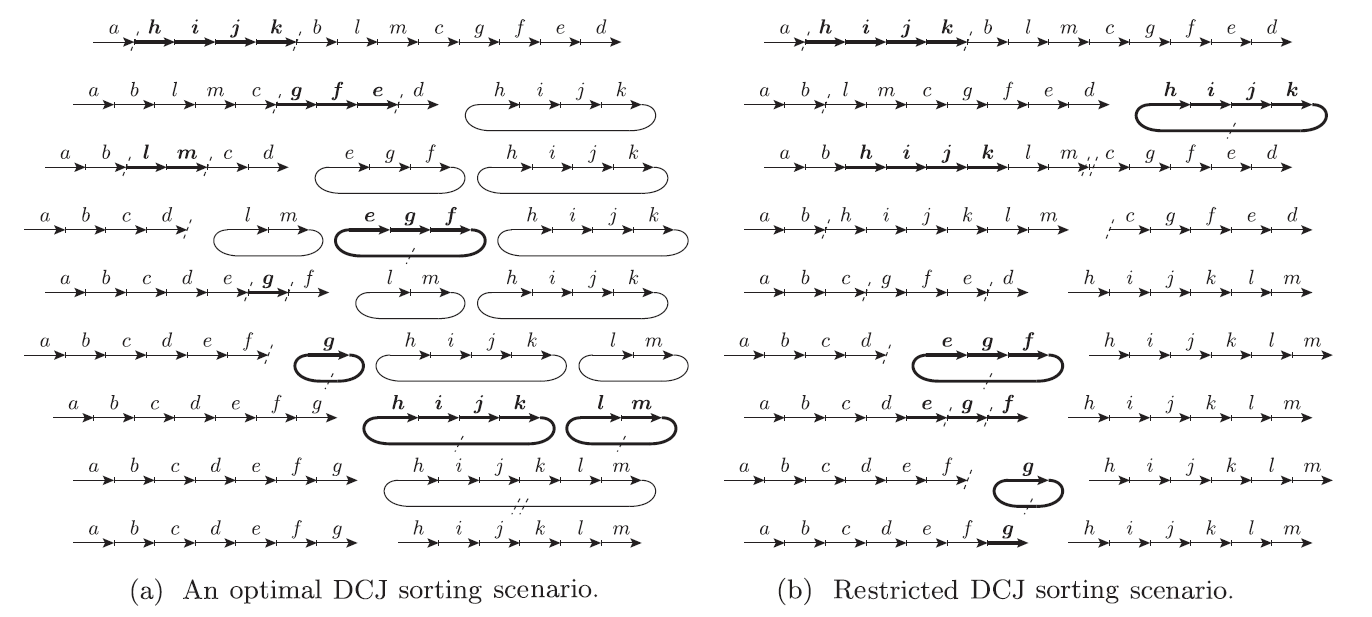 a h i j k b l m c g f e d
a b l m c g f e d h i j k
a b l m c d e g f h i j k
a b c d l m e g f h i j k
a b c d e g f l m h i j k
a b c d e f g h i j k l m
a b c d e f g h i j k l m
a b c d e f g h i j k l m
a b c d e f g h i j k l m
(a) An optimal DCJ sorting scenario.
a h i j k b l m c g f e d
a b l m c g f e d h i j k
a b h i j k l m c g f e d
a b h i j k l m c g f e d
a b c g f e d h i j k l m
a b c d e g f h i j k l m
a b c d e g f h i j k l m
a b c d e f g h i j k l m
a b c d e f g h i j k l m
(b) Restricted DCJ sorting scenario.